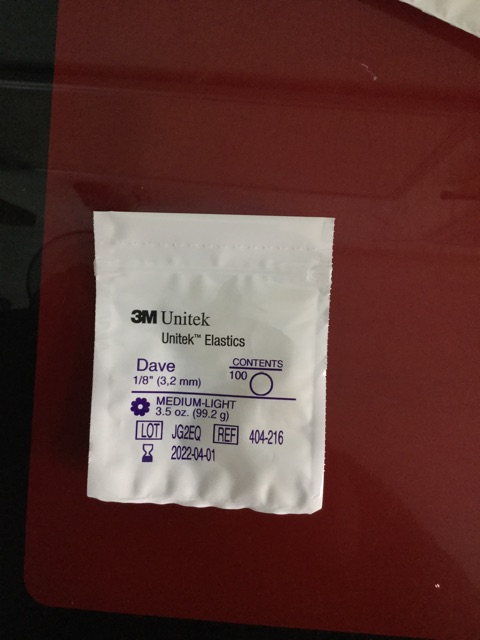 3M Unitek
Unitek™ Elastics
Dave
1/8" (3,2 mm)
CONTENTS
100
MEDIUM-LIGHT
3.5 oz. (99.2 g)
LOT JG2EQ REF 404-216
2022-04-01